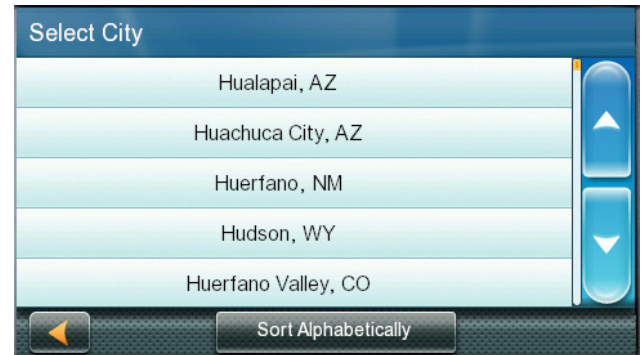 Select City
Hualapai, AZ
Huachuca City, AZ
Huerfano, NM
Hudson, WY
Huerfano Valley, CO
Sort Alphabetically